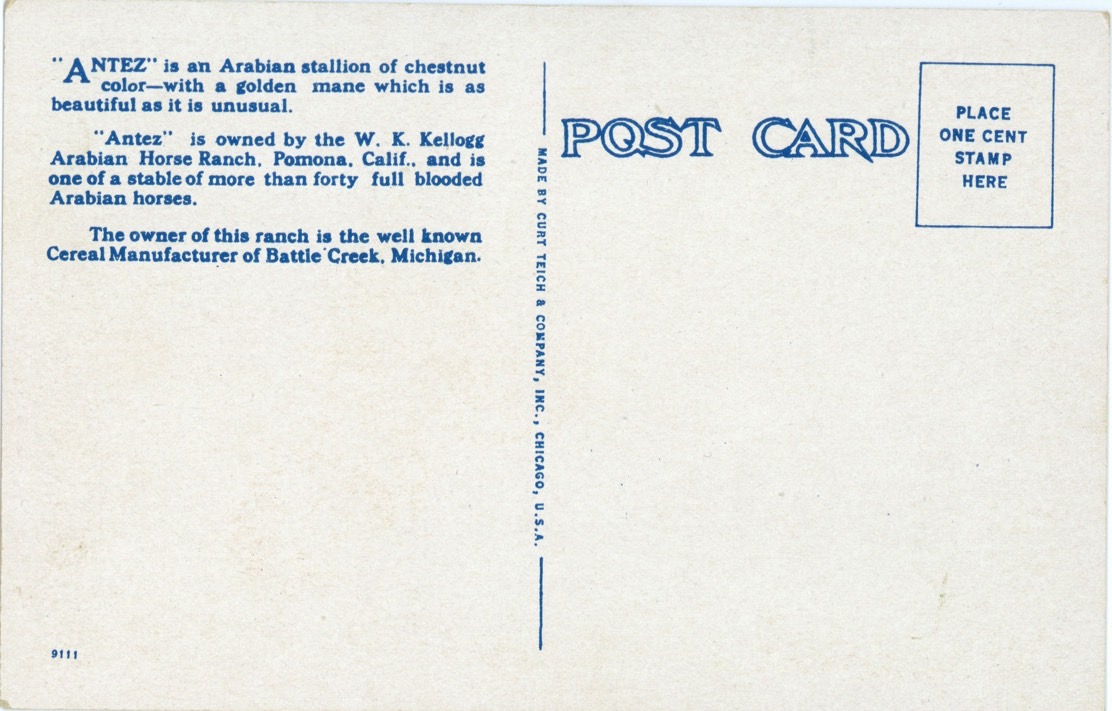 "ANTEZ" is an Arabian stallion of chestnut
color—with a golden mane which is as
beautiful as it is unusual.
"Antez" is owned by the W. K. Kellogg
Arabian Horse Ranch, Pomona, Calif., and is
one of a stable of more than forty full blooded
Arabian horses.
The owner of this ranch is the well known
Cereal Manufacturer of Battle Creek, Michigan.
9111
MADE BY CURT TEICH & COMPANY, INC., CHICAGO, U.S.A.
POST CARD
PLACE
ONE CENT
STAMP
HERE